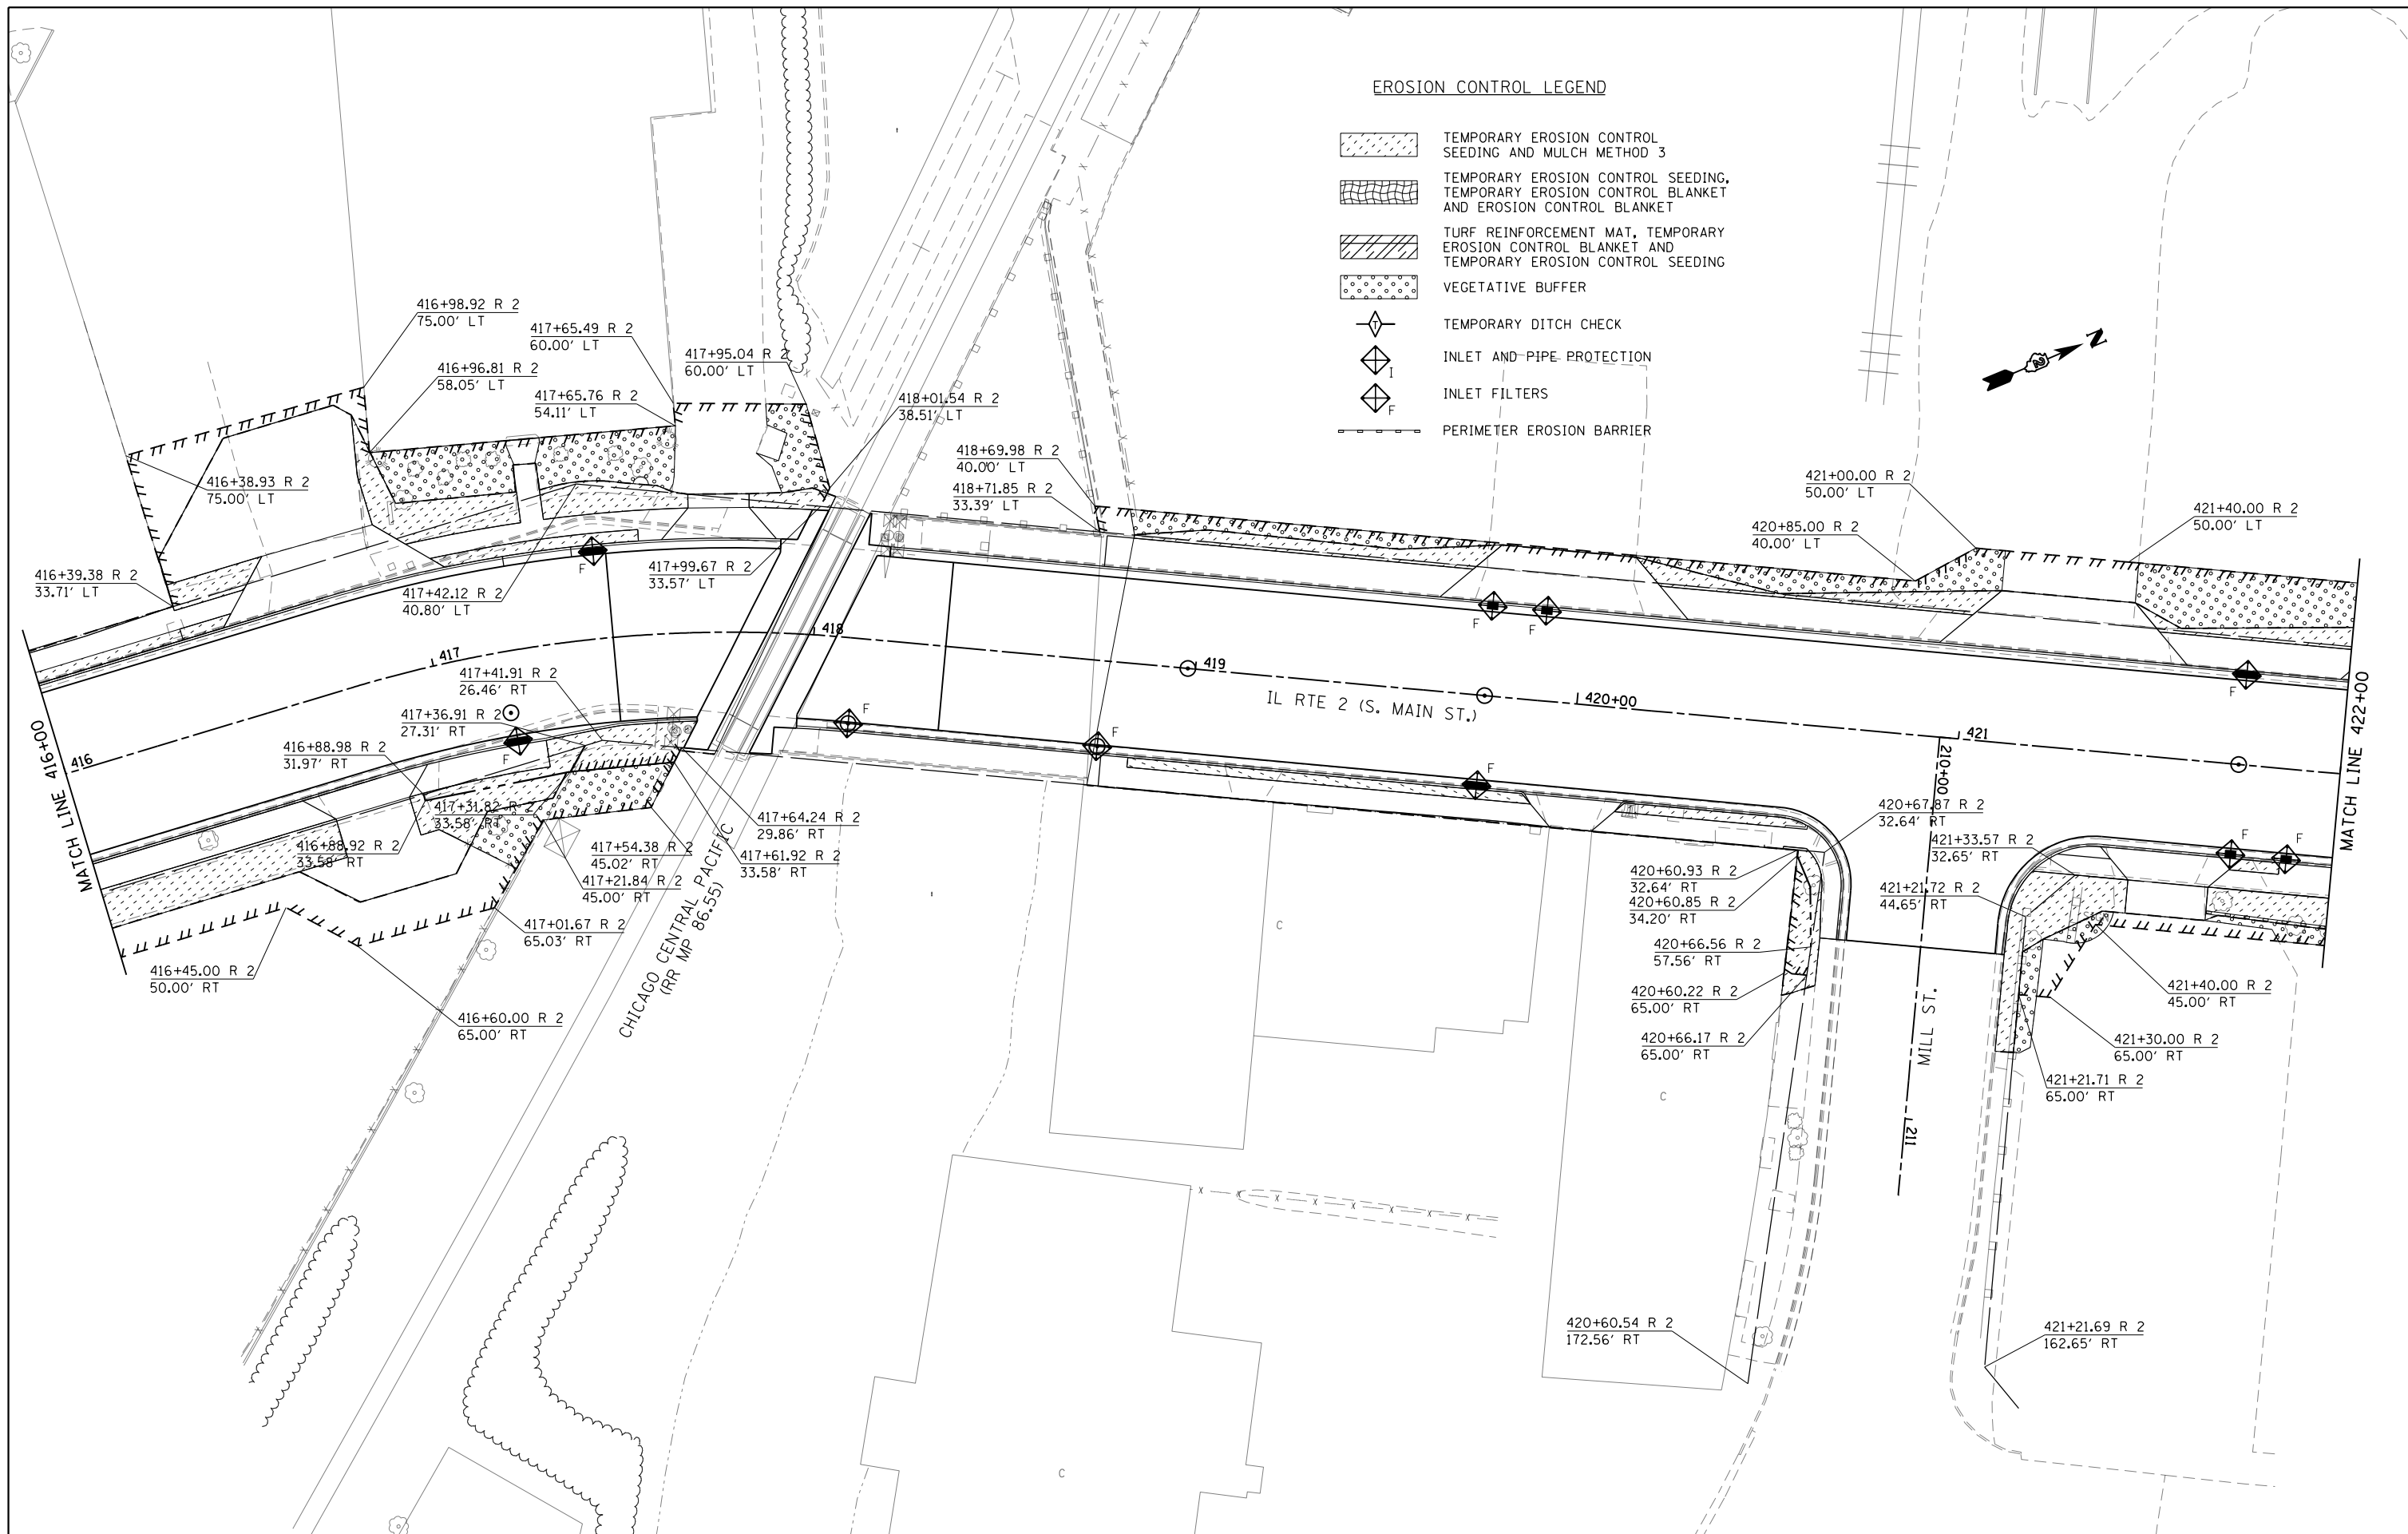 EROSION CONTROL LEGEND
TEMPORARY EROSION CONTROL
SEEDING AND MULCH METHOD 3
TEMPORARY EROSION CONTROL SEEDING,
TEMPORARY EROSION CONTROL BLANKET
AND EROSION CONTROL BLANKET
TURF REINFORCEMENT MAT, TEMPORARY
EROSION CONTROL BLANKET AND
TEMPORARY EROSION CONTROL SEEDING
VEGETATIVE BUFFER
T
TEMPORARY DITCH CHECK
I
INLET AND PIPE PROTECTION
F
INLET FILTERS
PERIMETER EROSION BARRIER
N
416+98.92 R 2
75.00' LT
417+65.49 R 2
60.00' LT
417+95.04 R 2
60.00' LT
416+96.81 R 2
58.05' LT
417+65.76 R 2
54.11' LT
418+01.54 R 2
38.51' LT
416+38.93 R 2
75.00' LT
418+69.98 R 2
40.00' LT
418+71.85 R 2
33.39' LT
421+00.00 R 2
50.00' LT
420+85.00 R 2
40.00' LT
421+40.00 R 2
50.00' LT
416+39.38 R 2
33.71' LT
417+42.12 R 2
40.80' LT
417+99.67 R 2
33.57' LT
F
F
F
F
416
417
418
419
420+00
421
IL RTE 2 (S. MAIN ST.)
MATCH LINE 416+00
MATCH LINE 422+00
417+41.91 R 2
26.46' RT
417+36.91 R 2
27.31' RT
416+88.98 R 2
31.97' RT
417+31.82 R 2
33.58' RT
416+88.92 R 2
33.58' RT
417+64.24 R 2
29.86' RT
417+54.38 R 2
45.02' RT
417+61.92 R 2
33.58' RT
417+21.84 R 2
45.00' RT
417+01.67 R 2
65.03' RT
416+45.00 R 2
50.00' RT
416+60.00 R 2
65.00' RT
F
F
F
F
F
F
CHICAGO CENTRAL PACIFIC
(RR MP 86.55)
210+00
211
MILL ST.
420+67.87 R 2
32.64' RT
421+33.57 R 2
32.65' RT
420+60.93 R 2
32.64' RT
420+60.85 R 2
34.20' RT
421+21.72 R 2
44.65' RT
420+66.56 R 2
57.56' RT
420+60.22 R 2
65.00' RT
420+66.17 R 2
65.00' RT
421+40.00 R 2
45.00' RT
421+30.00 R 2
65.00' RT
421+21.71 R 2
65.00' RT
420+60.54 R 2
172.56' RT
421+21.69 R 2
162.65' RT
C
C
C